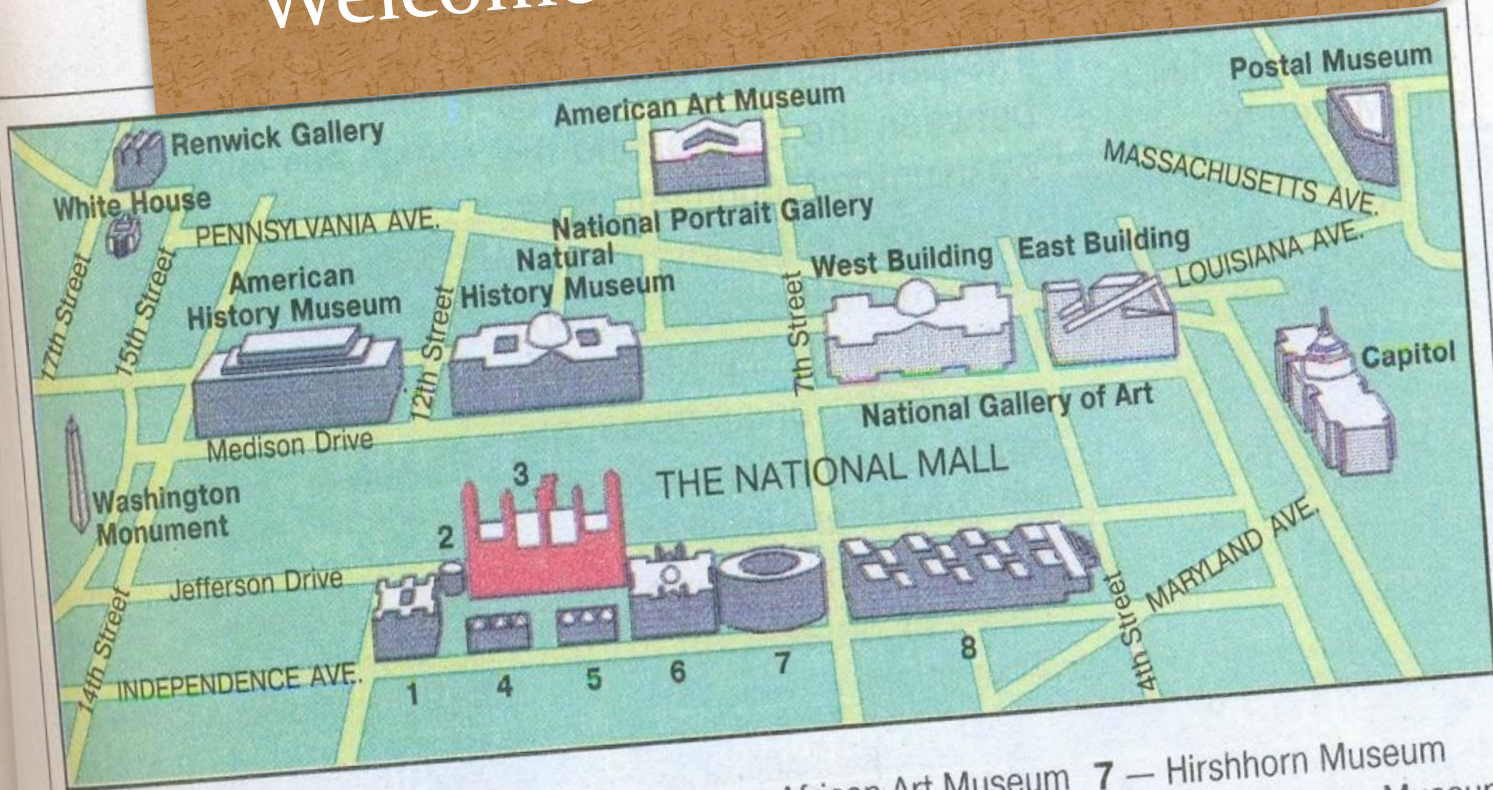 Welcome
Postal Museum
American Art Museum
Renwick Gallery
MASSACHUSETTS AVE.
White House
PENNSYLVANIA AVE.
National Portrait Gallery
LOUISIANA AVE.
17th Street
15th Street
American
History Museum
12th Street
Natural
History Museum
7th Street
West Building
East Building
Capitol
National Gallery of Art
Medison Drive
THE NATIONAL MALL
Washington
Monument
3
2
Jefferson Drive
MARYLAND AVE.
14th Street
4th Street
INDEPENDENCE AVE.
1
4
5
6
7
8
African Art Museum 7 — Hirshhorn Museum